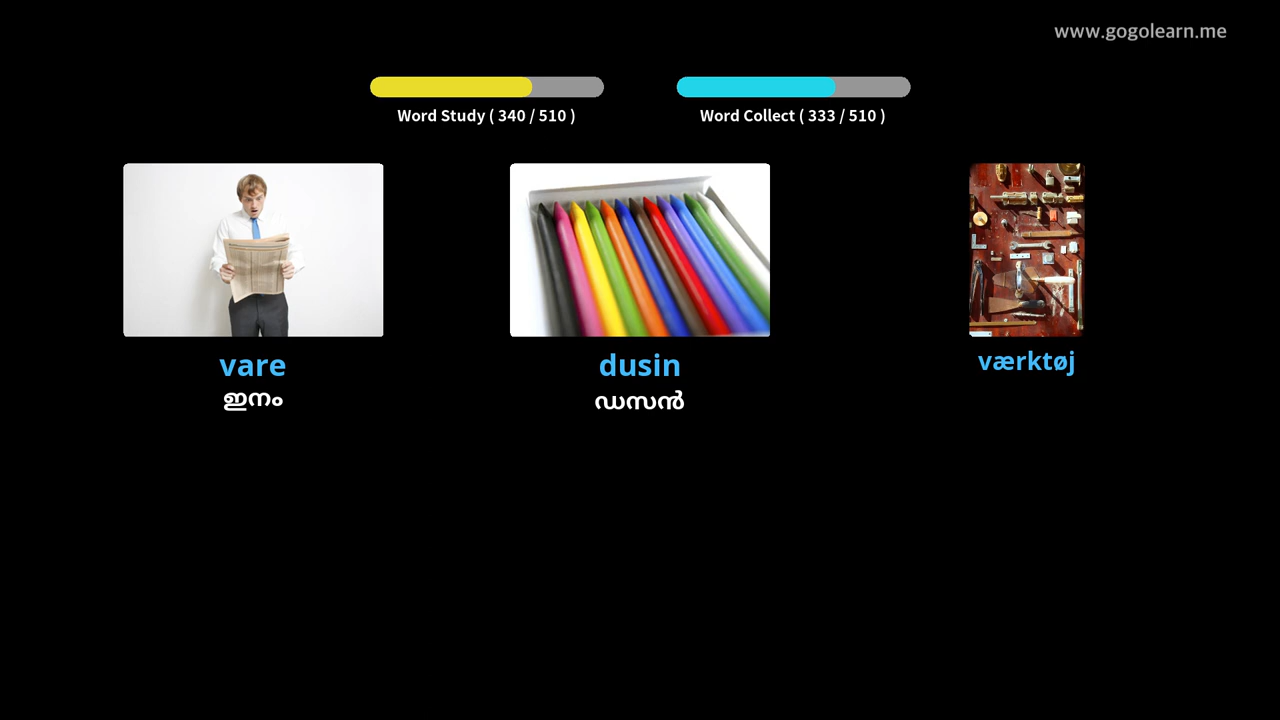 www.gogolearn.me
Word Study ( 340 / 510 )
Word Collect ( 333 / 510 )
vare
ഇനം
dusin
ഡസൻ
værktøj